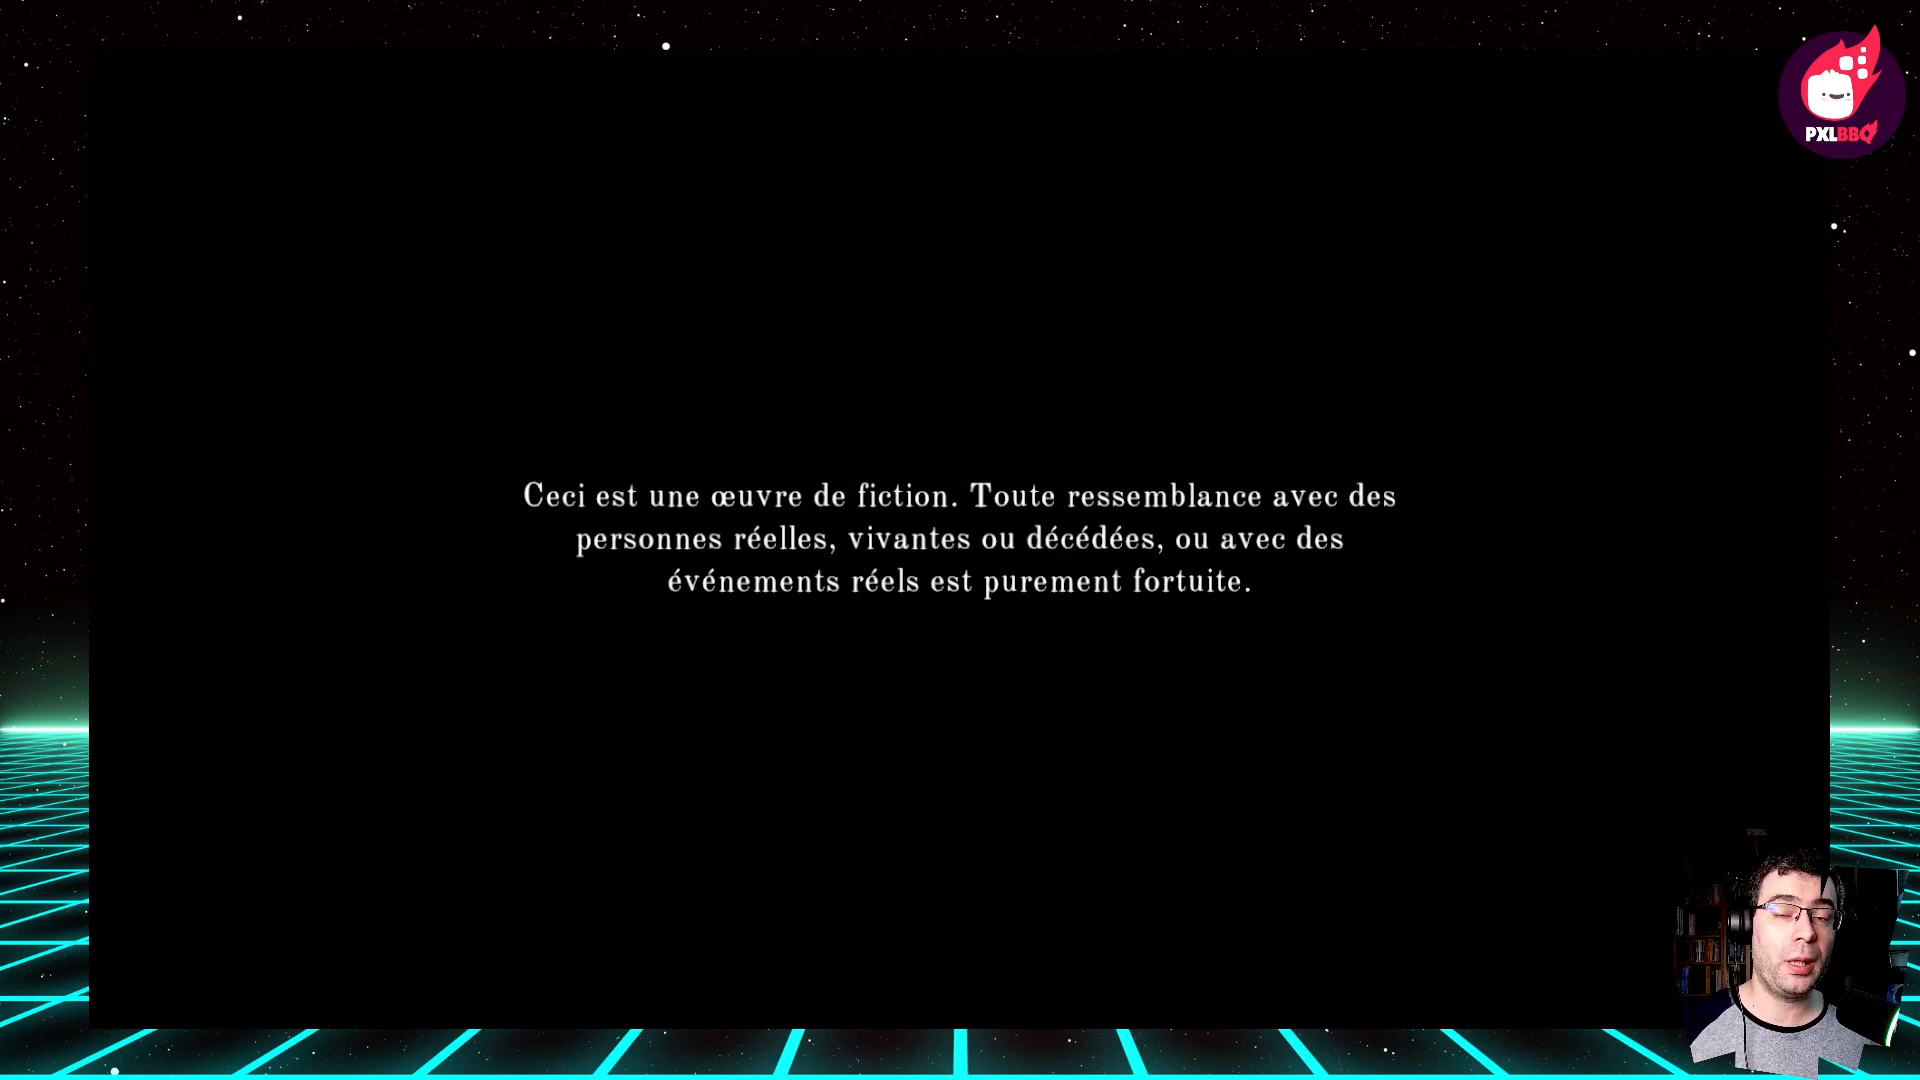 PXLBBQ
Ceci est une œuvre de fiction. Toute ressemblance avec des
personnes réelles, vivantes ou décédées, ou avec des
événements réels est purement fortuite.